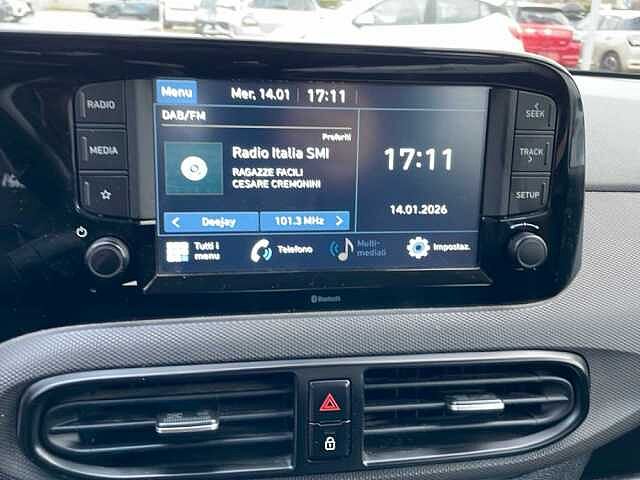 RADIO
MEDIA
Menu
Mer. 14.01
17:11
DAB/FM
Preferiti
Radio Italia SMI
RAGAZZE FACILI
CESARE CREMONINI
Deejay
101.3 MHz
17:11
14.01.2026
Tutti i
menu
Telefono
Multi-
mediali
Impostaz.
SEEK
TRACK
SETUP
Bluetooth